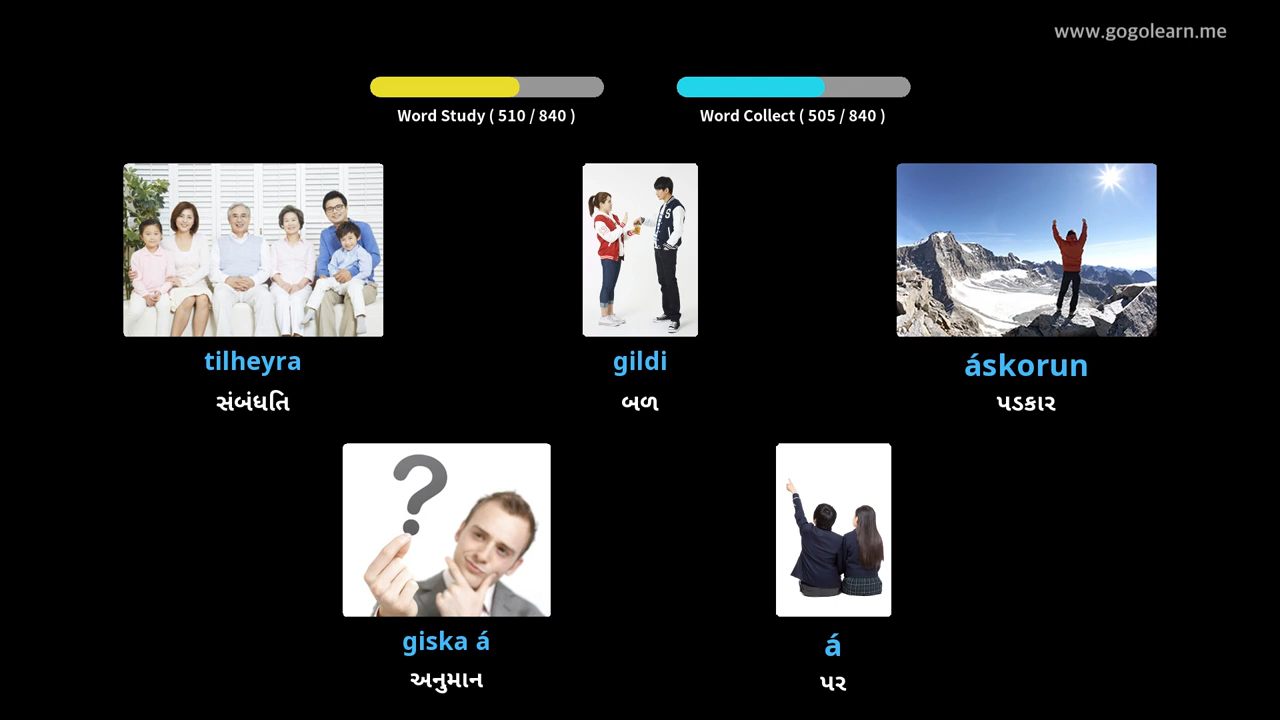 www.gogolearn.me
Word Study ( 510 / 840 )
Word Collect ( 505 / 840 )
tilheyra
સંબંધતિ
gildi
બળ
áskorun
પડકાર
S
giska á
અનુમાન
?
á
પર